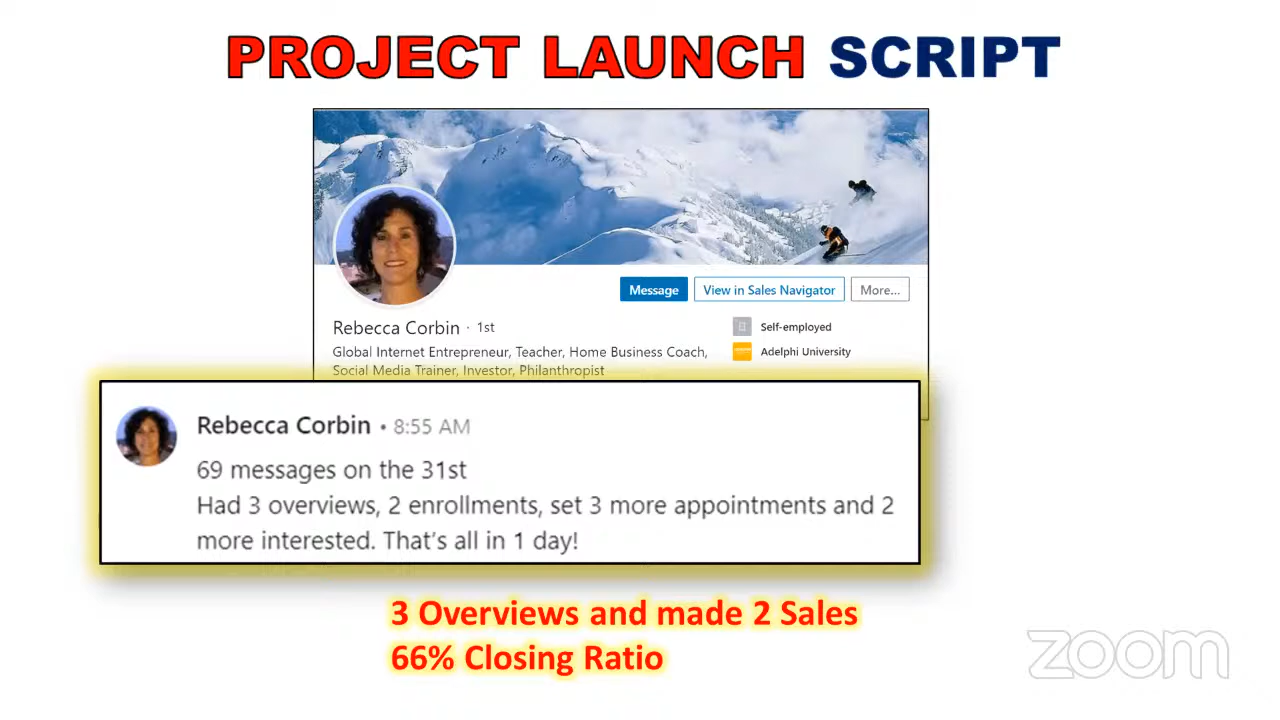 PROJECT LAUNCH SCRIPT
Message
View in Sales Navigator
More...
Rebecca Corbin · 1st
Self-employed
Global Internet Entrepreneur, Teacher, Home Business Coach,
Adelphi University
Social Media Trainer, Investor, Philanthropist
Rebecca Corbin • 8:55 AM
69 messages on the 31st
Had 3 overviews, 2 enrollments, set 3 more appointments and 2
more interested. That's all in 1 day!
3 Overviews and made 2 Sales
66% Closing Ratio
zoom